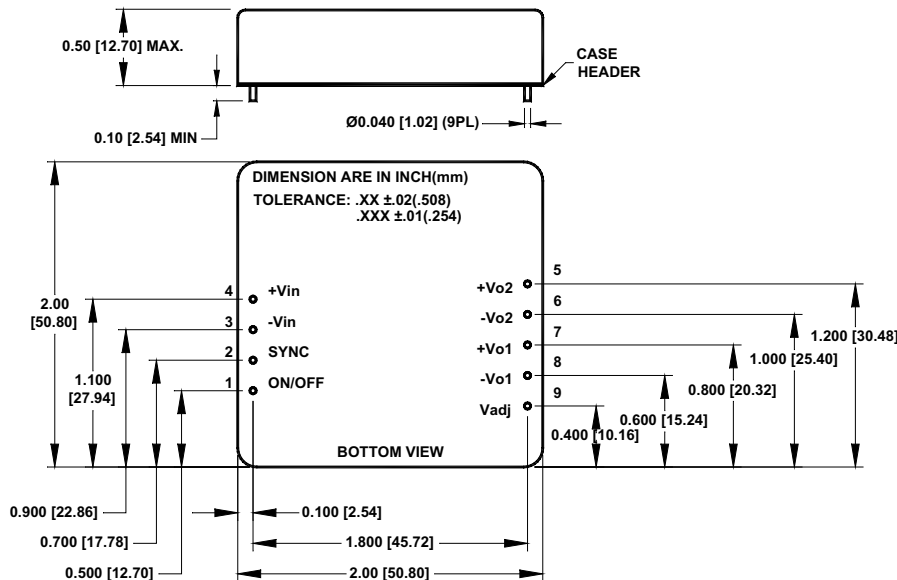 0.50 [12.70] MAX.
CASE
HEADER
0.10 [2.54] MIN
Ø0.040 [1.02] (9PL)
DIMENSION ARE IN INCH(mm)
TOLERANCE: .XX ±.02(.508)
.XXX ±.01(.254)
2.00
[50.80]
1.100
[27.94]
4
+Vin
3
-Vin
2
SYNC
1
ON/OFF
5
+Vo2
6
-Vo2
7
+Vo1
8
-Vo1
9
Vadj
1.200 [30.48]
1.000 [25.40]
0.800 [20.32]
0.600 [15.24]
0.400 [10.16]
BOTTOM VIEW
0.900 [22.86]
0.700 [17.78]
0.500 [12.70]
0.100 [2.54]
1.800 [45.72]
2.00 [50.80]